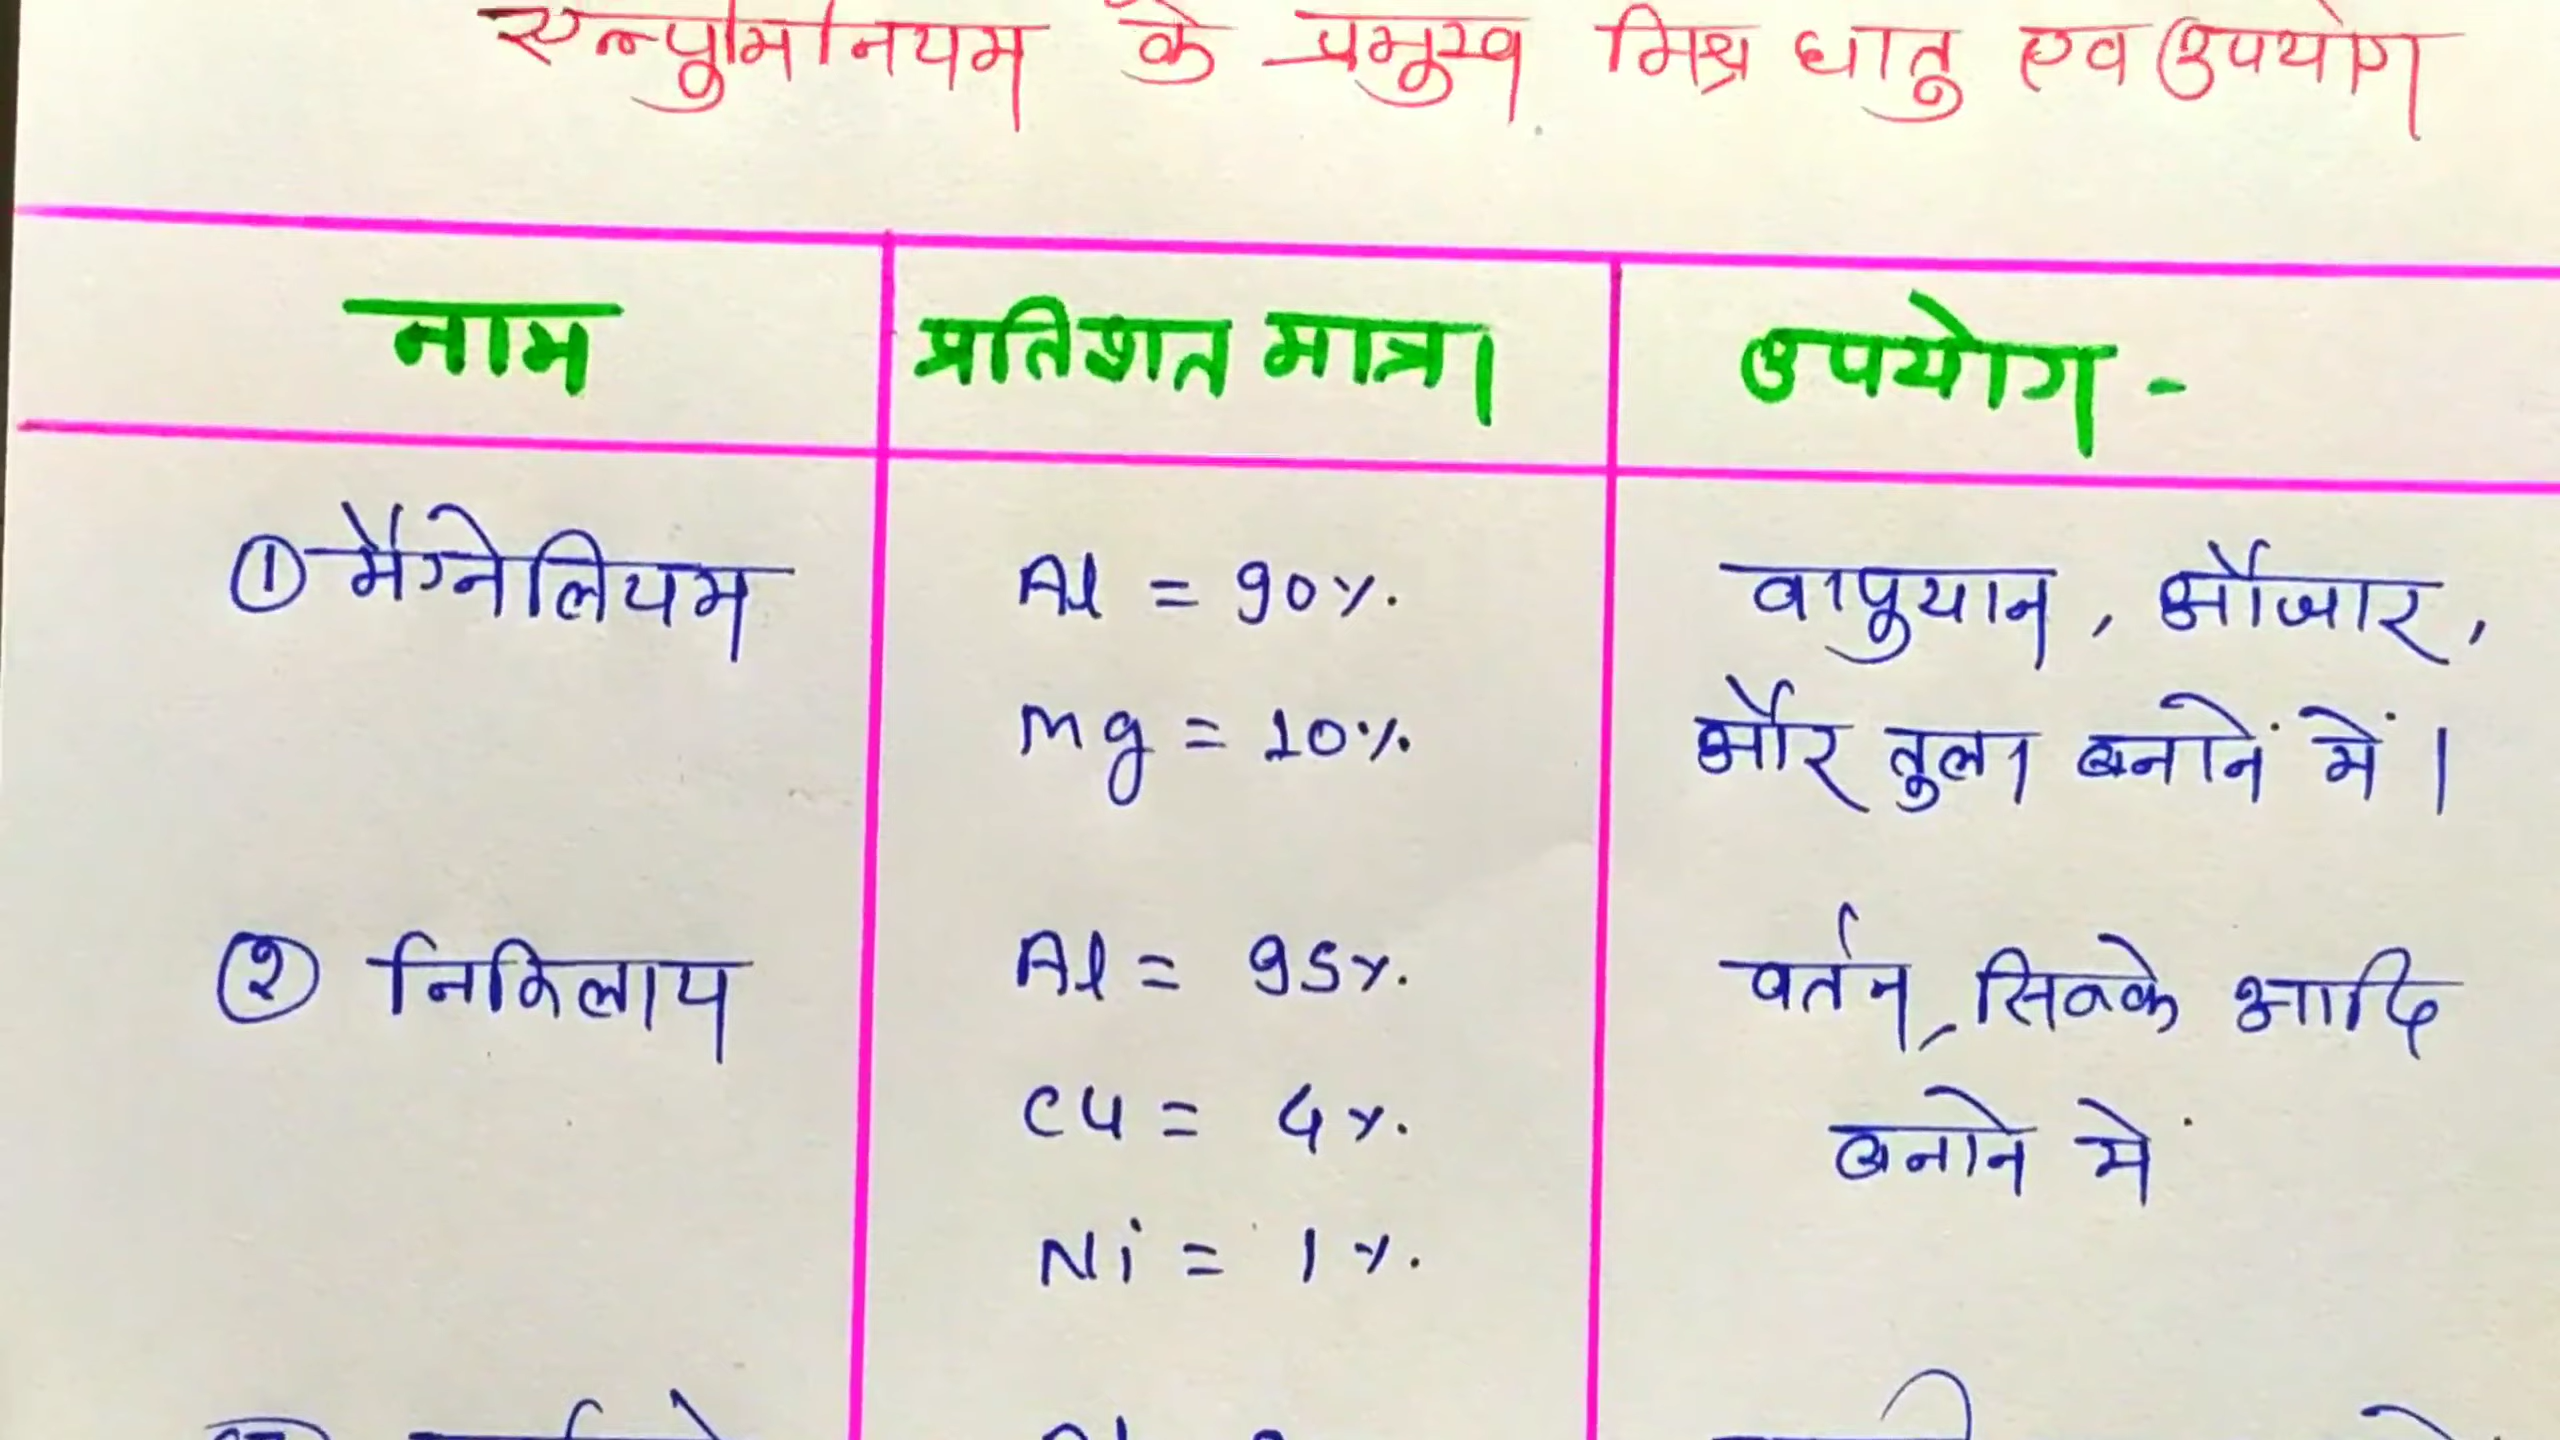 एल्युमिनियम के प्रमुख मिश्र धातु एव उपयोग
नाम प्रतिशत मात्रा उपयोग -
① मैग्नेलियम Al = 90%. वायुयान, औजार,
Mg = 10%. और तुला बनानें में।
② निकिलाय Al = 95%. वर्तन, सिक्के आदि
Cu = 4%. बनाने में
Ni = 1%.